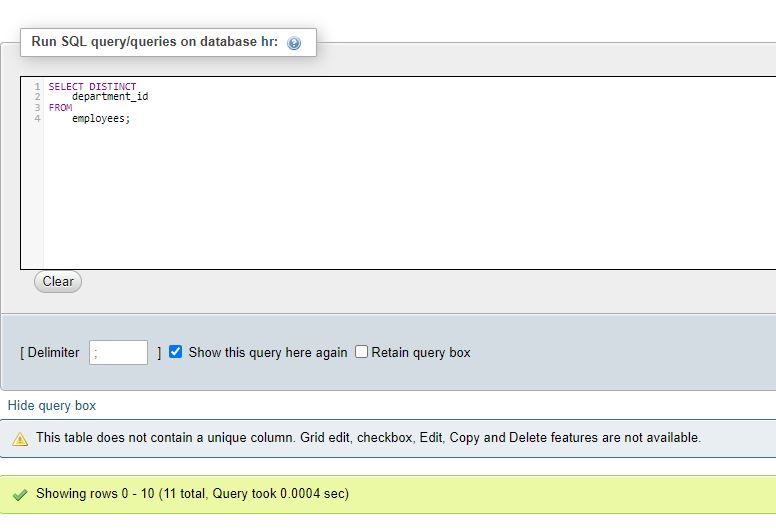 Run SQL query/queries on database hr:
1 SELECT DISTINCT
2 department_id
3 FROM
4 employees;
Clear
[ Delimiter ; ] Show this query here again Retain query box
Hide query box
This table does not contain a unique column. Grid edit, checkbox, Edit, Copy and Delete features are not available.
Showing rows 0 - 10 (11 total, Query took 0.0004 sec)